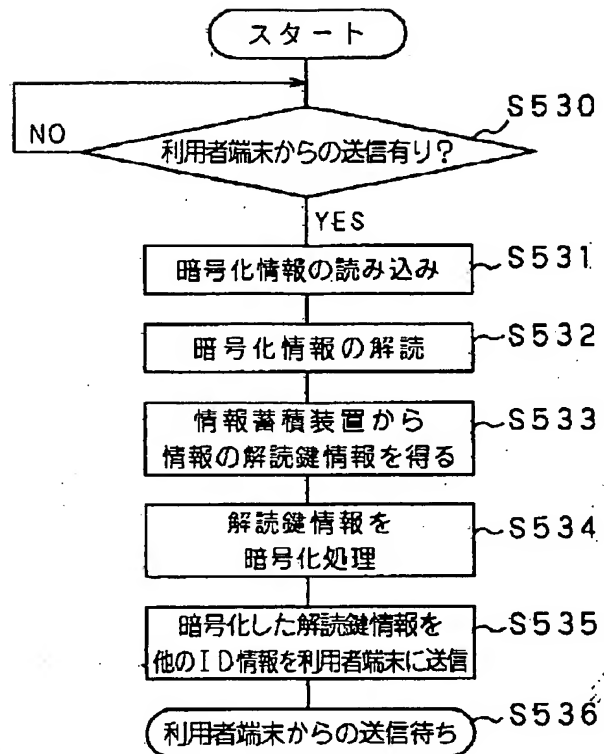 スタート
S530
NO
利用者端末からの送信有り?
YES
暗号化情報の読み込み
S531
暗号化情報の解読
S532
情報蓄積装置から
情報の解読鍵情報を得る
S533
解読鍵情報を
暗号化処理
S534
暗号化した解読鍵情報を
他のID情報を利用者端末に送信
S535
利用者端末からの送信待ち
S536